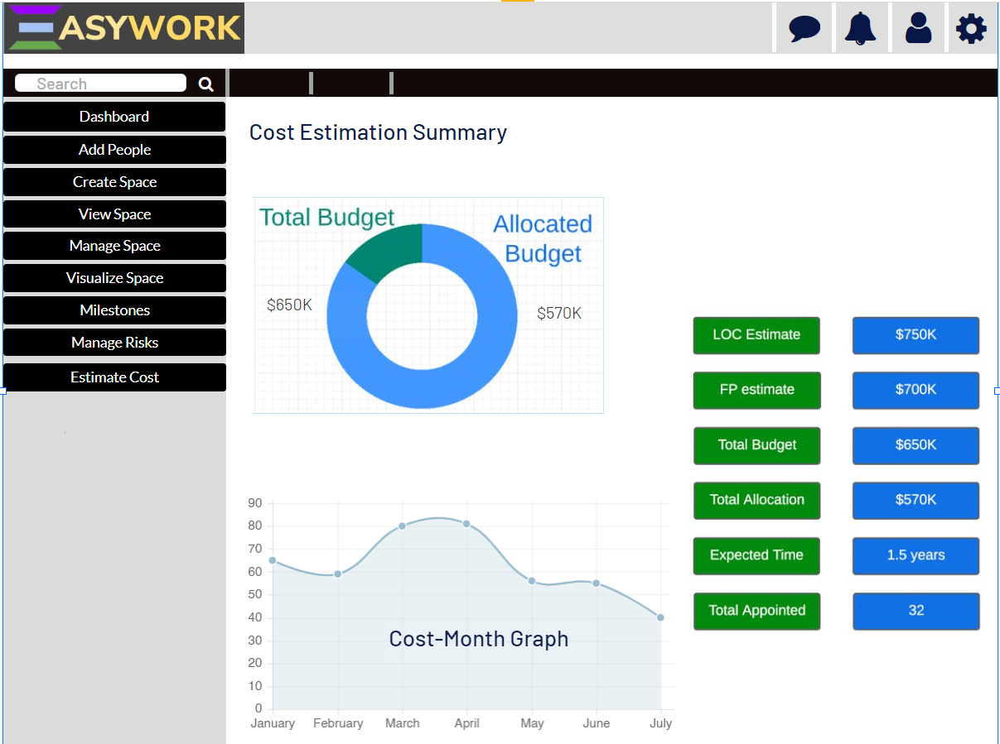 EASYWORK
Search
Dashboard
Add People
Create Space
View Space
Manage Space
Visualize Space
Milestones
Manage Risks
Estimate Cost
Cost Estimation Summary
Total Budget
Allocated
Budget
$650K
$570K
LOC Estimate
$750K
FP estimate
$700K
Total Budget
$650K
Total Allocation
$570K
Expected Time
1.5 years
Total Appointed
32
90
80
70
60
50
40
30
20
10
0
Cost-Month Graph
January February March April May June July